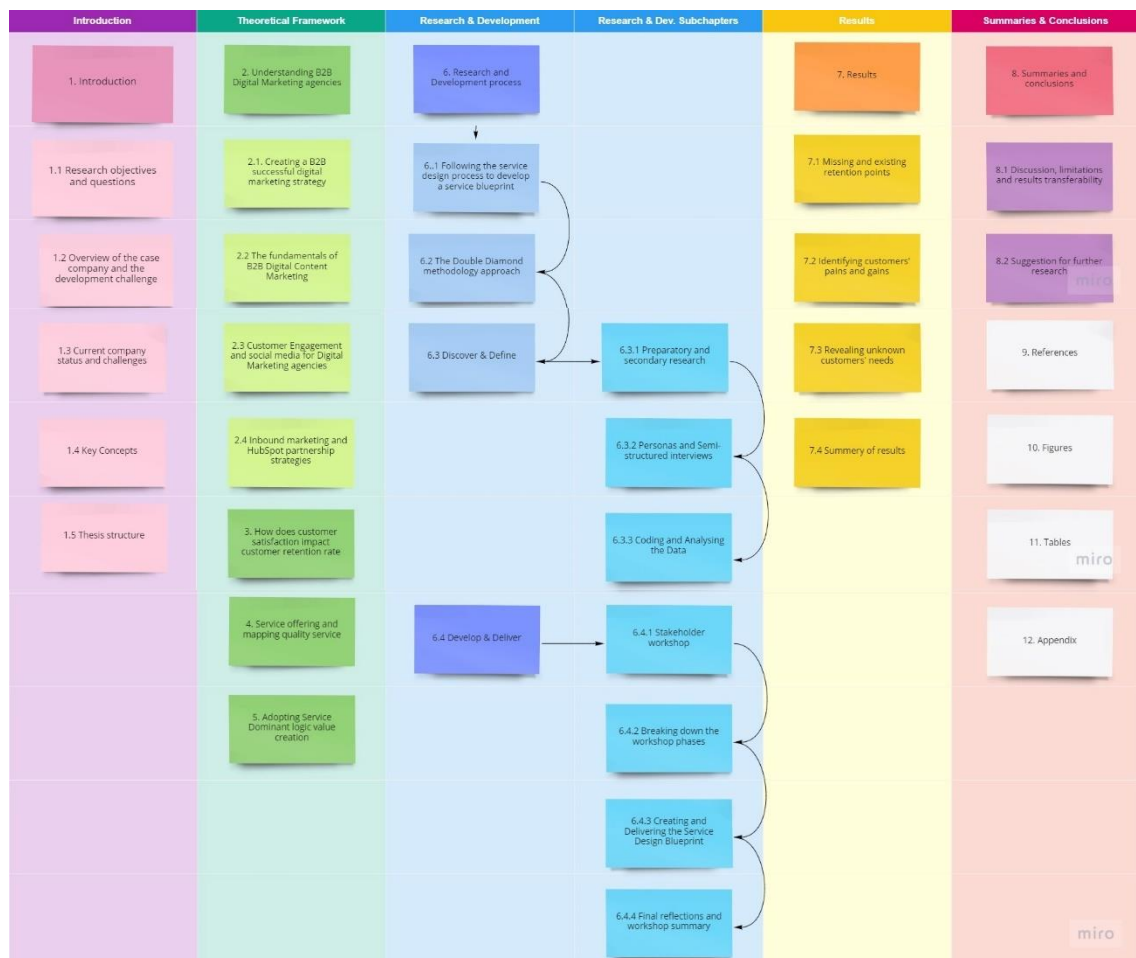 Introduction
Theoretical Framework
Research & Development
Research & Dev. Subchapters
Results
Summaries & Conclusions
1. Introduction
1.1 Research objectives
and questions
1.2 Overview of the case
company and the
development challenge
1.3 Current company
status and challenges
1.4 Key Concepts
1.5 Thesis structure
2. Understanding B2B
Digital Marketing agencies
2.1. Creating a B2B
successful digital
marketing strategy
2.2 The fundamentals of
B2B Digital Content
Marketing
2.3 Customer Engagement
and social media for Digital
Marketing agencies
2.4 Inbound marketing and
HubSpot partnership
strategies
3. How does customer
satisfaction impact
customer retention rate
4. Service offering and
mapping quality service
5. Adopting Service
Dominant logic value
creation
6. Research and
Development process
6..1 Following the service
design process to develop
a service blueprint
6.2 The Double Diamond
methodology approach
6.3 Discover & Define
6.4 Develop & Deliver
6.3.1 Preparatory and
secondary research
6.3.2 Personas and Semi-
structured interviews
6.3.3 Coding and Analysing
the Data
6.4.1 Stakeholder
workshop
6.4.2 Breaking down the
workshop phases
6.4.3 Creating and
Delivering the Service
Design Blueprint
6.4.4 Final reflections and
workshop summary
7. Results
7.1 Missing and existing
retention points
7.2 Identifying customers'
pains and gains
7.3 Revealing unknown
customers' needs
7.4 Summery of results
8. Summaries and
conclusions
8.1 Discussion, limitations
and results transferability
8.2 Suggestion for further
research
miro
9. References
10. Figures
11. Tables
miro
12. Appendix
miro